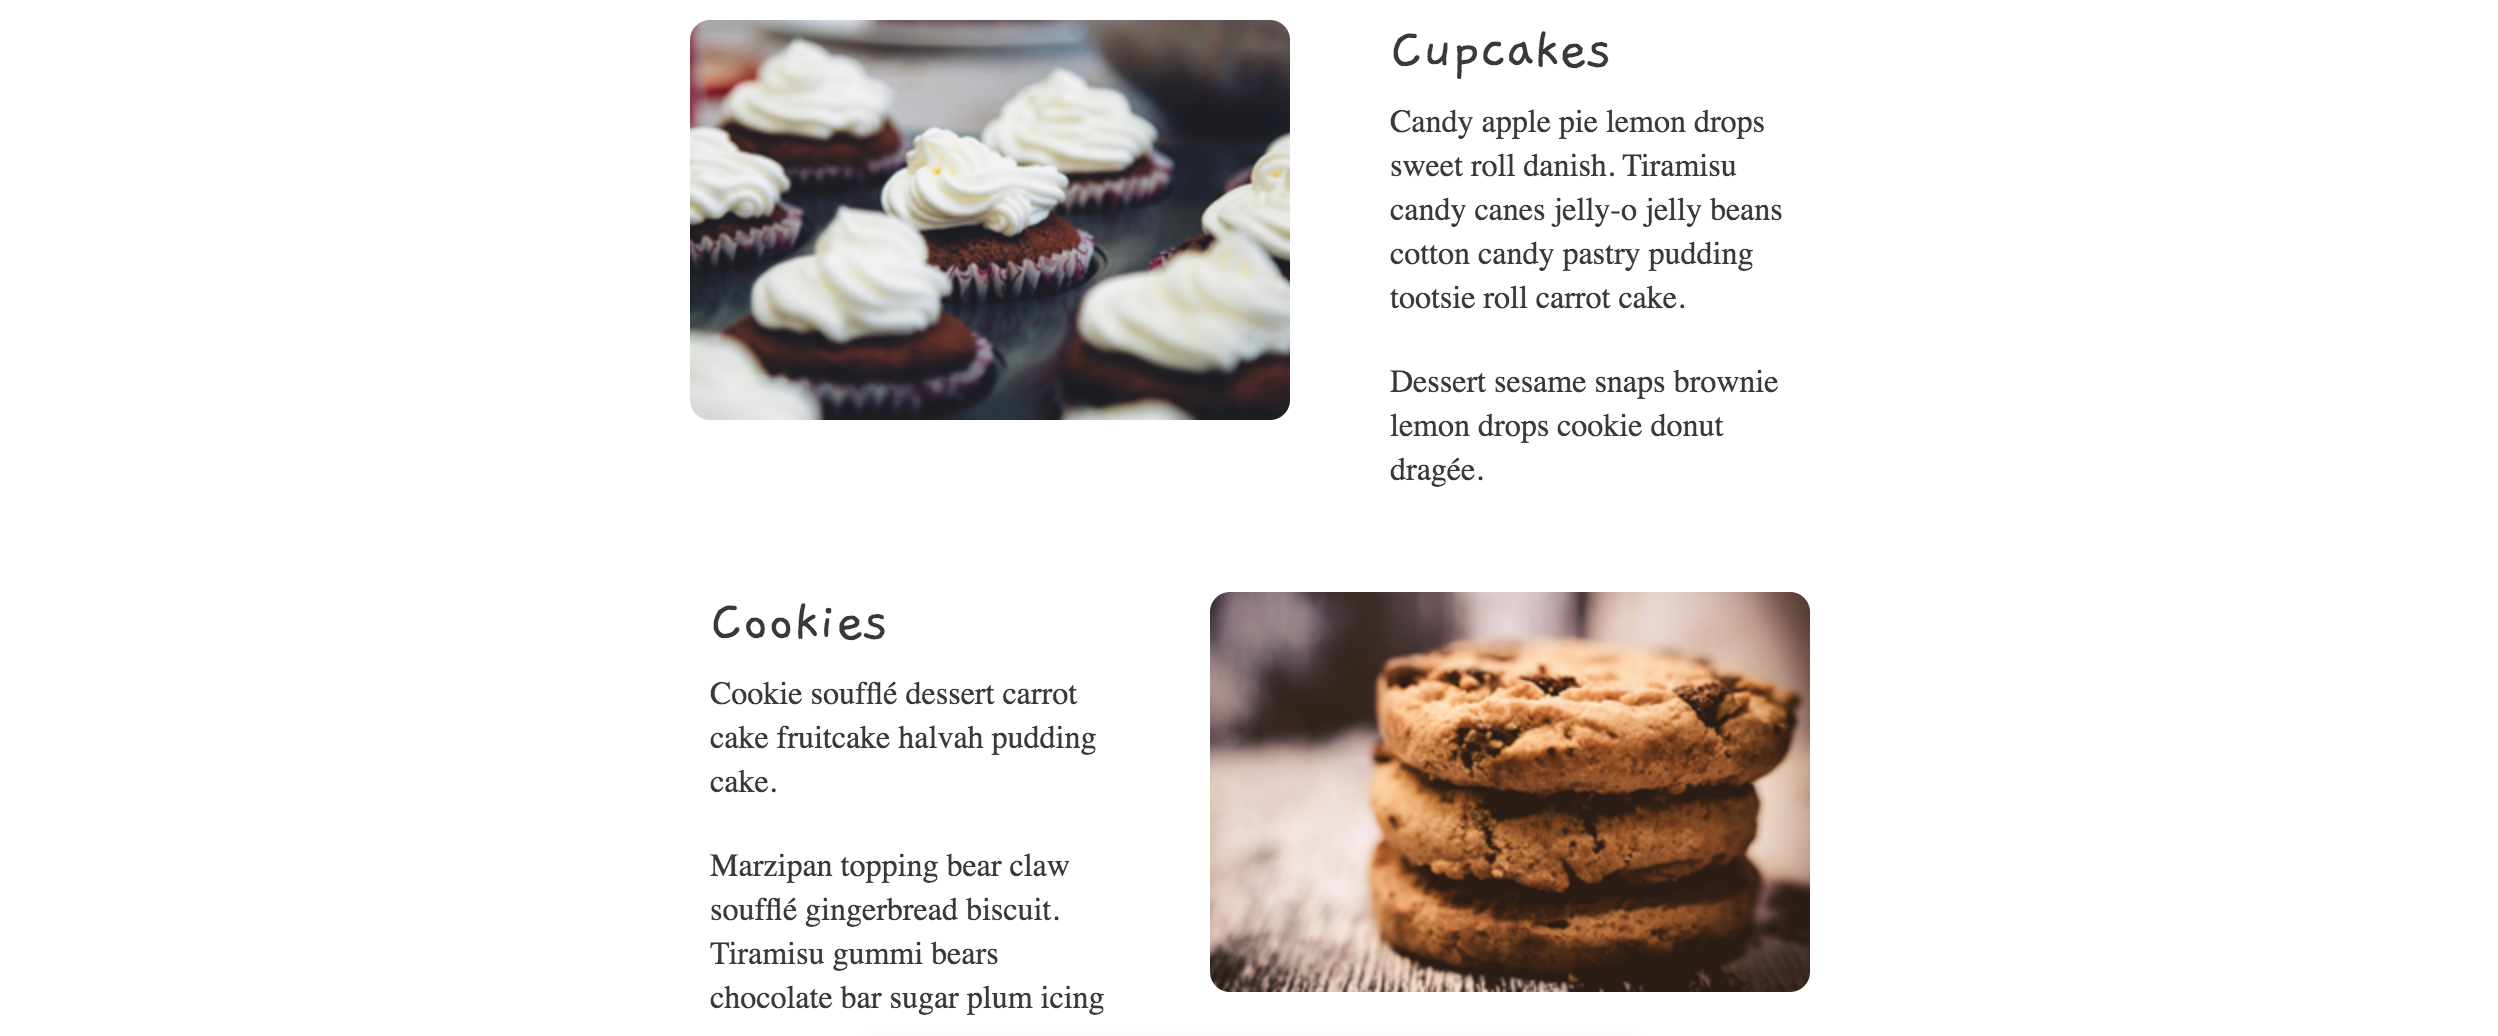 Cupcakes
Candy apple pie lemon drops
sweet roll danish. Tiramisu
candy canes jelly-o jelly beans
cotton candy pastry pudding
tootsie roll carrot cake.
Dessert sesame snaps brownie
lemon drops cookie donut
dragée.
Cookies
Cookie soufflé dessert carrot
cake fruitcake halvah pudding
cake.
Marzipan topping bear claw
soufflé gingerbread biscuit.
Tiramisu gummi bears
chocolate bar sugar plum icing